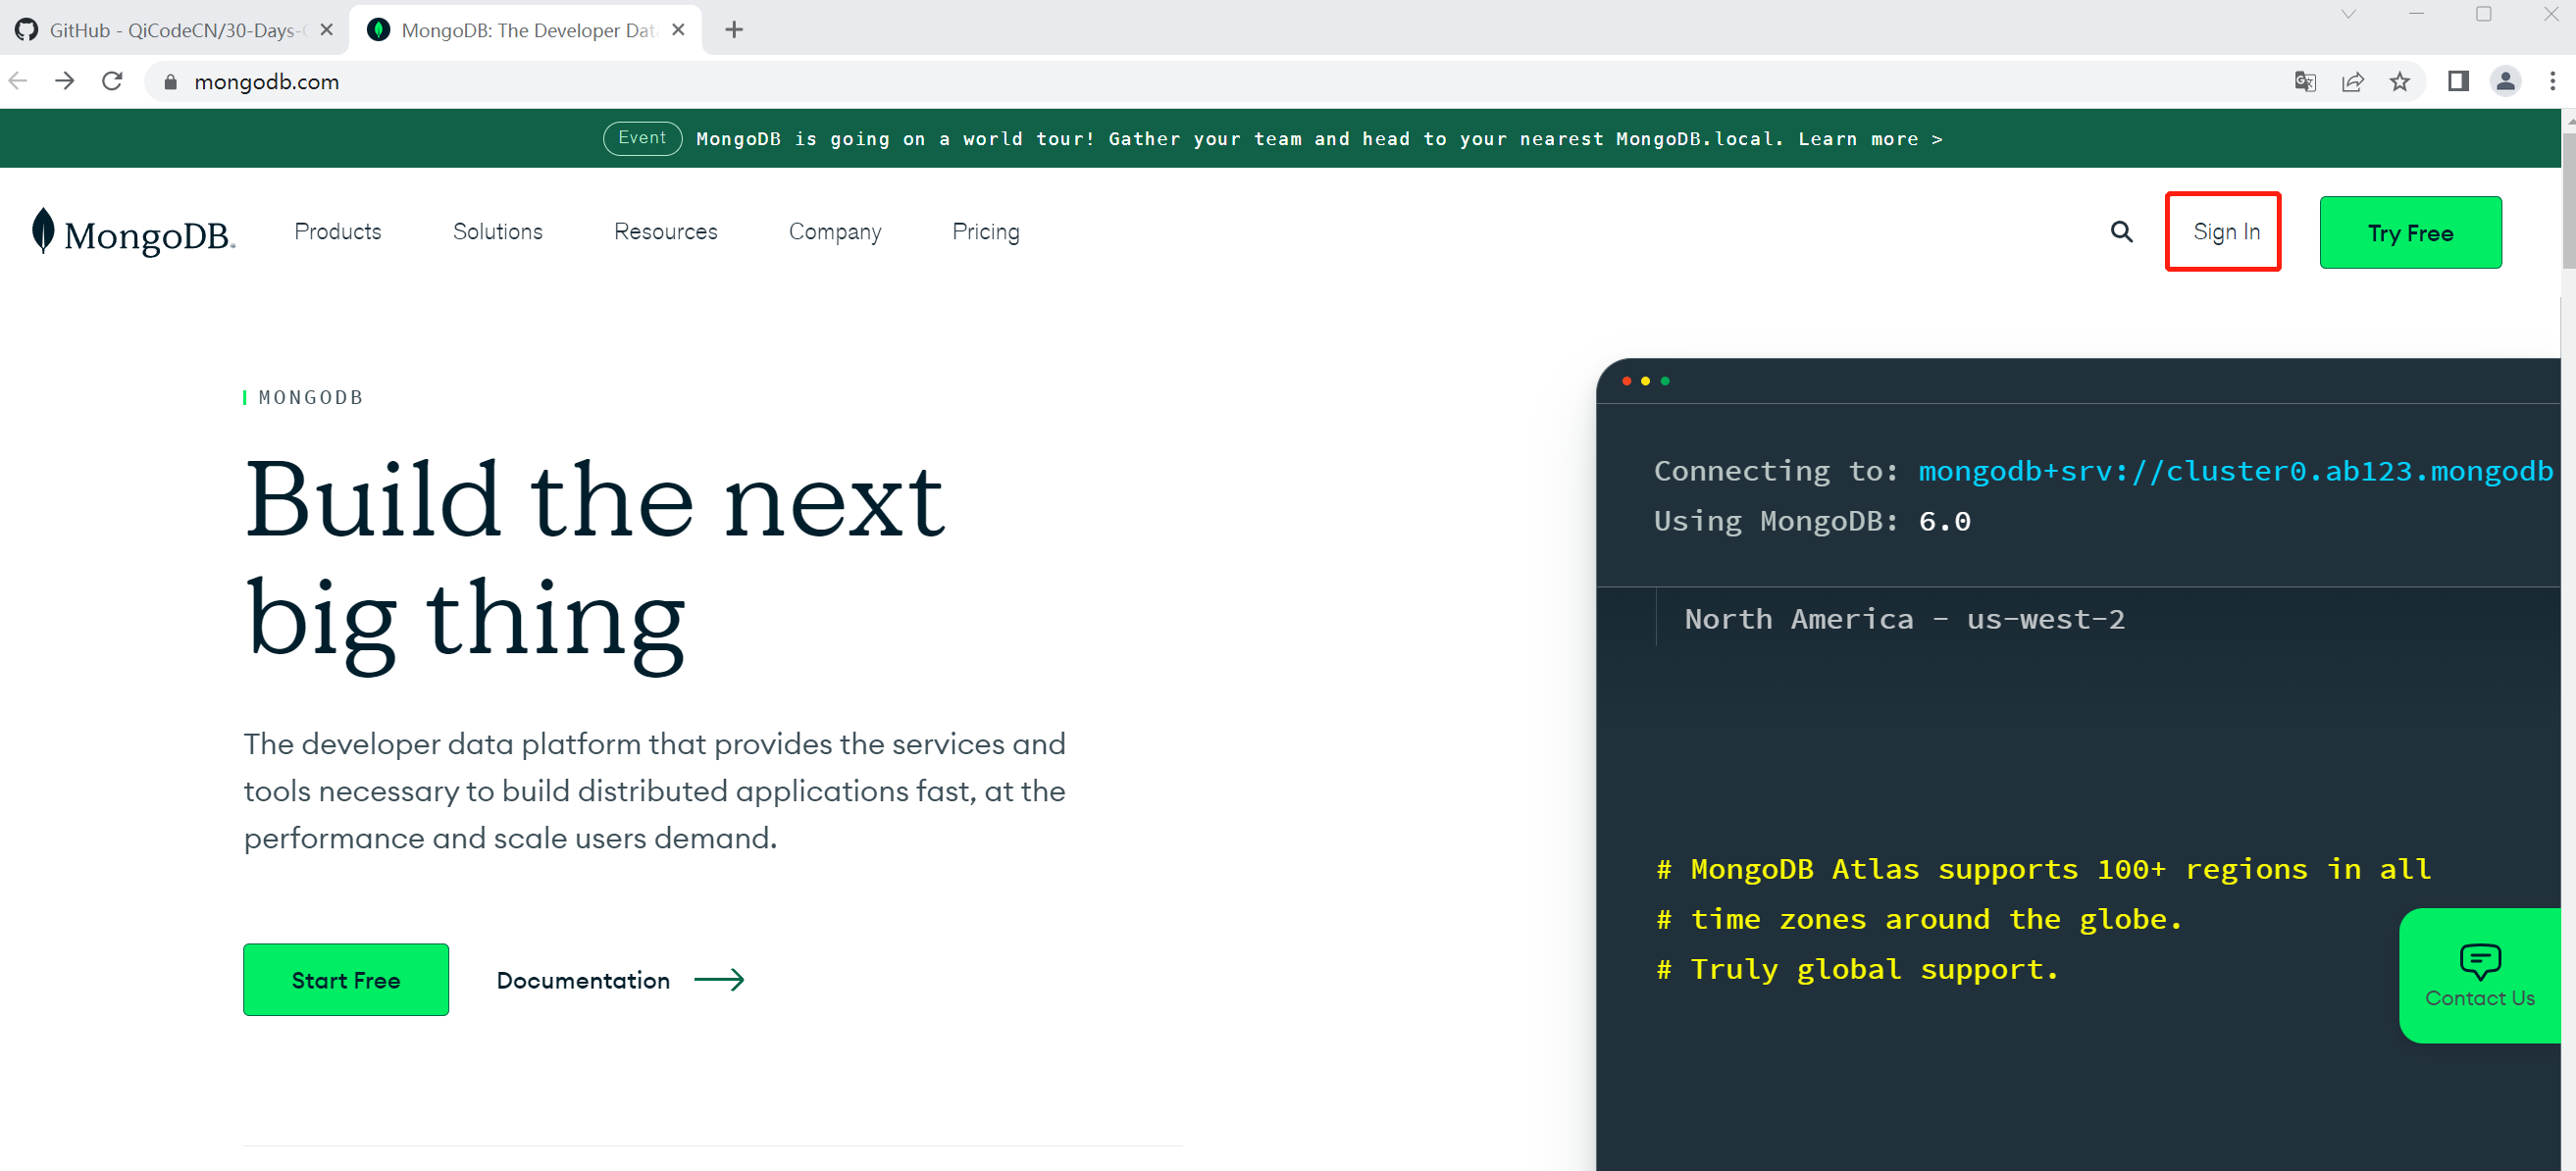 GitHub - QiCodeCN/30-Days-
MongoDB: The Developer Dat
mongodb.com
Event MongoDB is going on a world tour! Gather your team and head to your nearest MongoDB.local. Learn more >
MongoDB. Products Solutions Resources Company Pricing Sign In Try Free
MONGODB
Build the next
big thing
The developer data platform that provides the services and
tools necessary to build distributed applications fast, at the
performance and scale users demand.
Start Free Documentation
Connecting to: mongodb+srv://cluster0.ab123.mongodb
Using MongoDB: 6.0
North America - us-west-2
# MongoDB Atlas supports 100+ regions in all
# time zones around the globe.
# Truly global support.
Contact Us